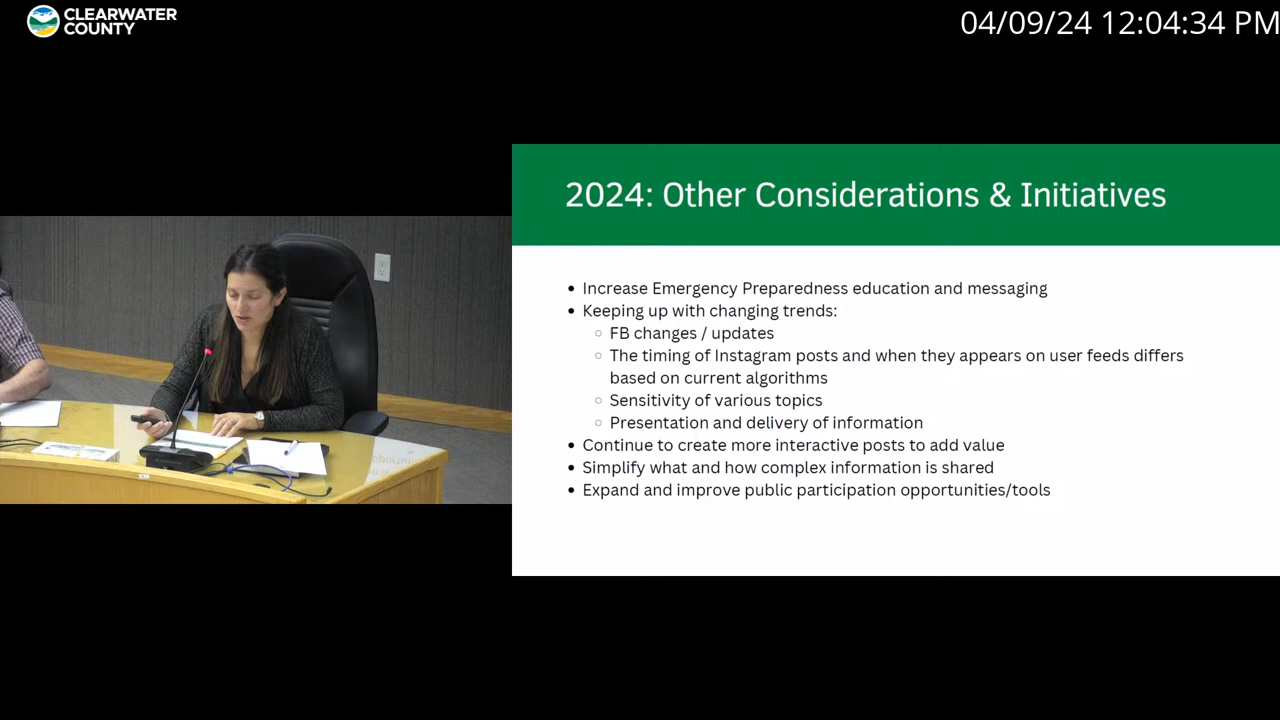 CLEARWATER
COUNTY
04/09/24 12:04:34 PM
2024: Other Considerations & Initiatives
• Increase Emergency Preparedness education and messaging
• Keeping up with changing trends:
○ FB changes / updates
○ The timing of Instagram posts and when they appears on user feeds differs
based on current algorithms
○ Sensitivity of various topics
○ Presentation and delivery of information
• Continue to create more interactive posts to add value
• Simplify what and how complex information is shared
• Expand and improve public participation opportunities/tools